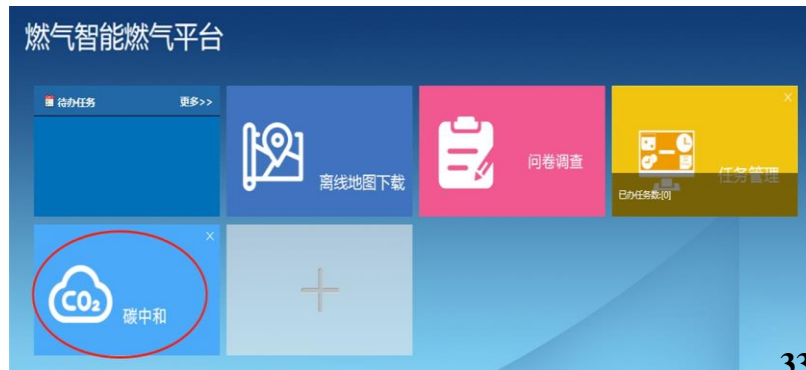 燃气智能燃气平台
待办任务 更多>>
离线地图下载
问卷调查
任务管理
已办任务数:[0]
CO₂
碳中和
33